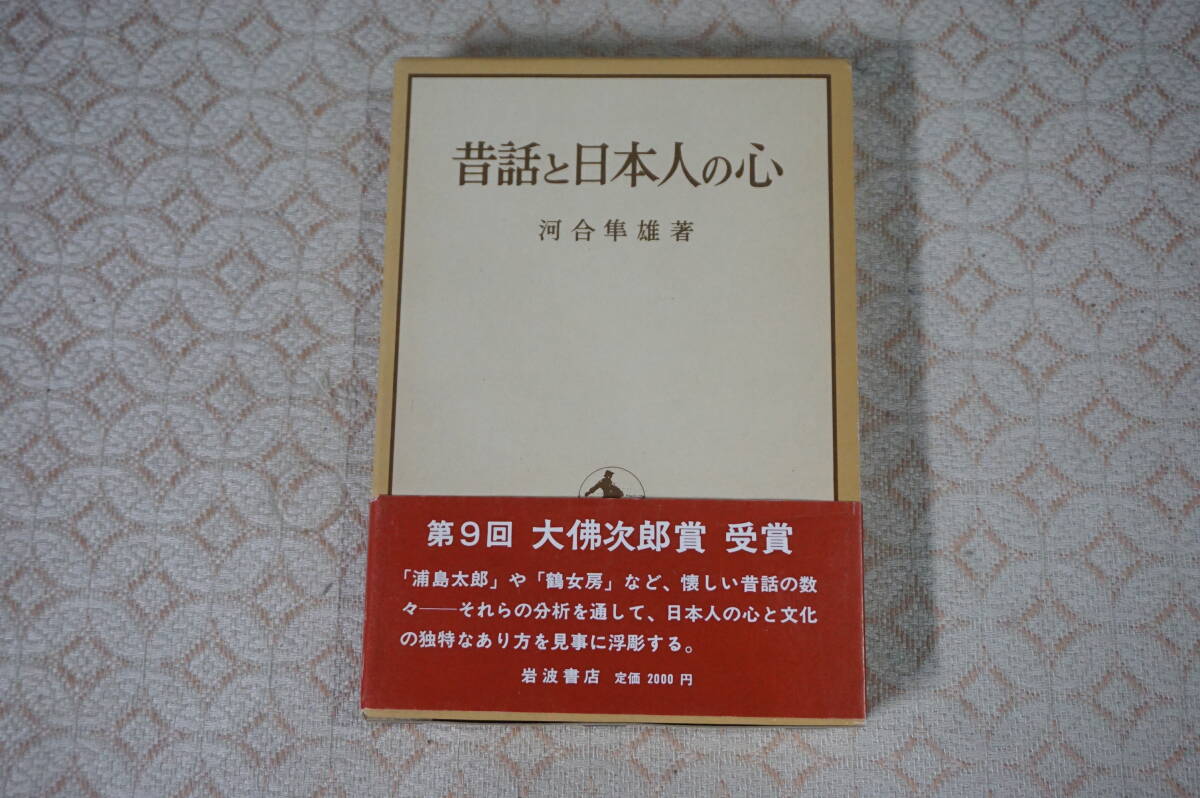 昔話と日本人の心
河合隼雄著
第9回 大佛次郎賞 受賞
「浦島太郎」や「鶴女房」など、懐しい昔話の数
々──それらの分析を通して、日本人の心と文化
の独特なあり方を見事に浮彫する。
岩波書店 定価 2000 円